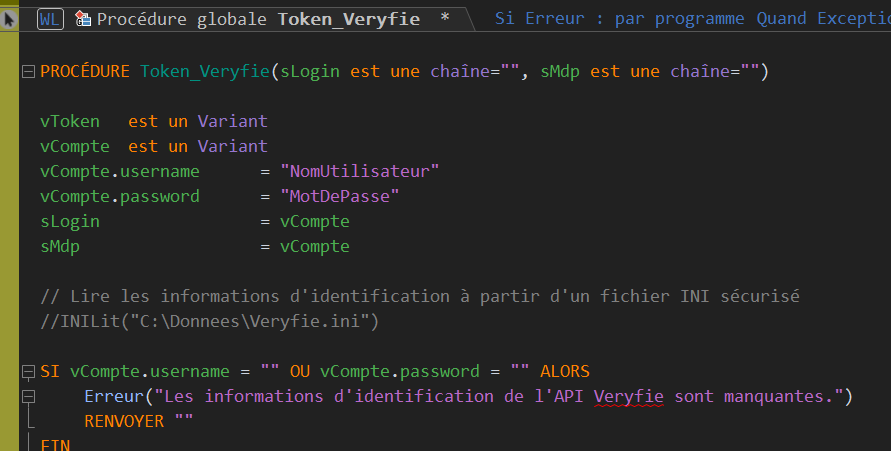 WL Procédure globale Token_Veryfie * Si Erreur : par programme Quand Exceptio
PROCÉDURE Token_Veryfie(sLogin est une chaîne="", sMdp est une chaîne="")
vToken est un Variant
vCompte est un Variant
vCompte.username = "NomUtilisateur"
vCompte.password = "MotDePasse"
sLogin = vCompte
sMdp = vCompte
// Lire les informations d'identification à partir d'un fichier INI sécurisé
//INILit("C:\Donnees\Veryfie.ini")
SI vCompte.username = "" OU vCompte.password = "" ALORS
Erreur("Les informations d'identification de l'API Veryfie sont manquantes.")
RENVOYER ""
FIN